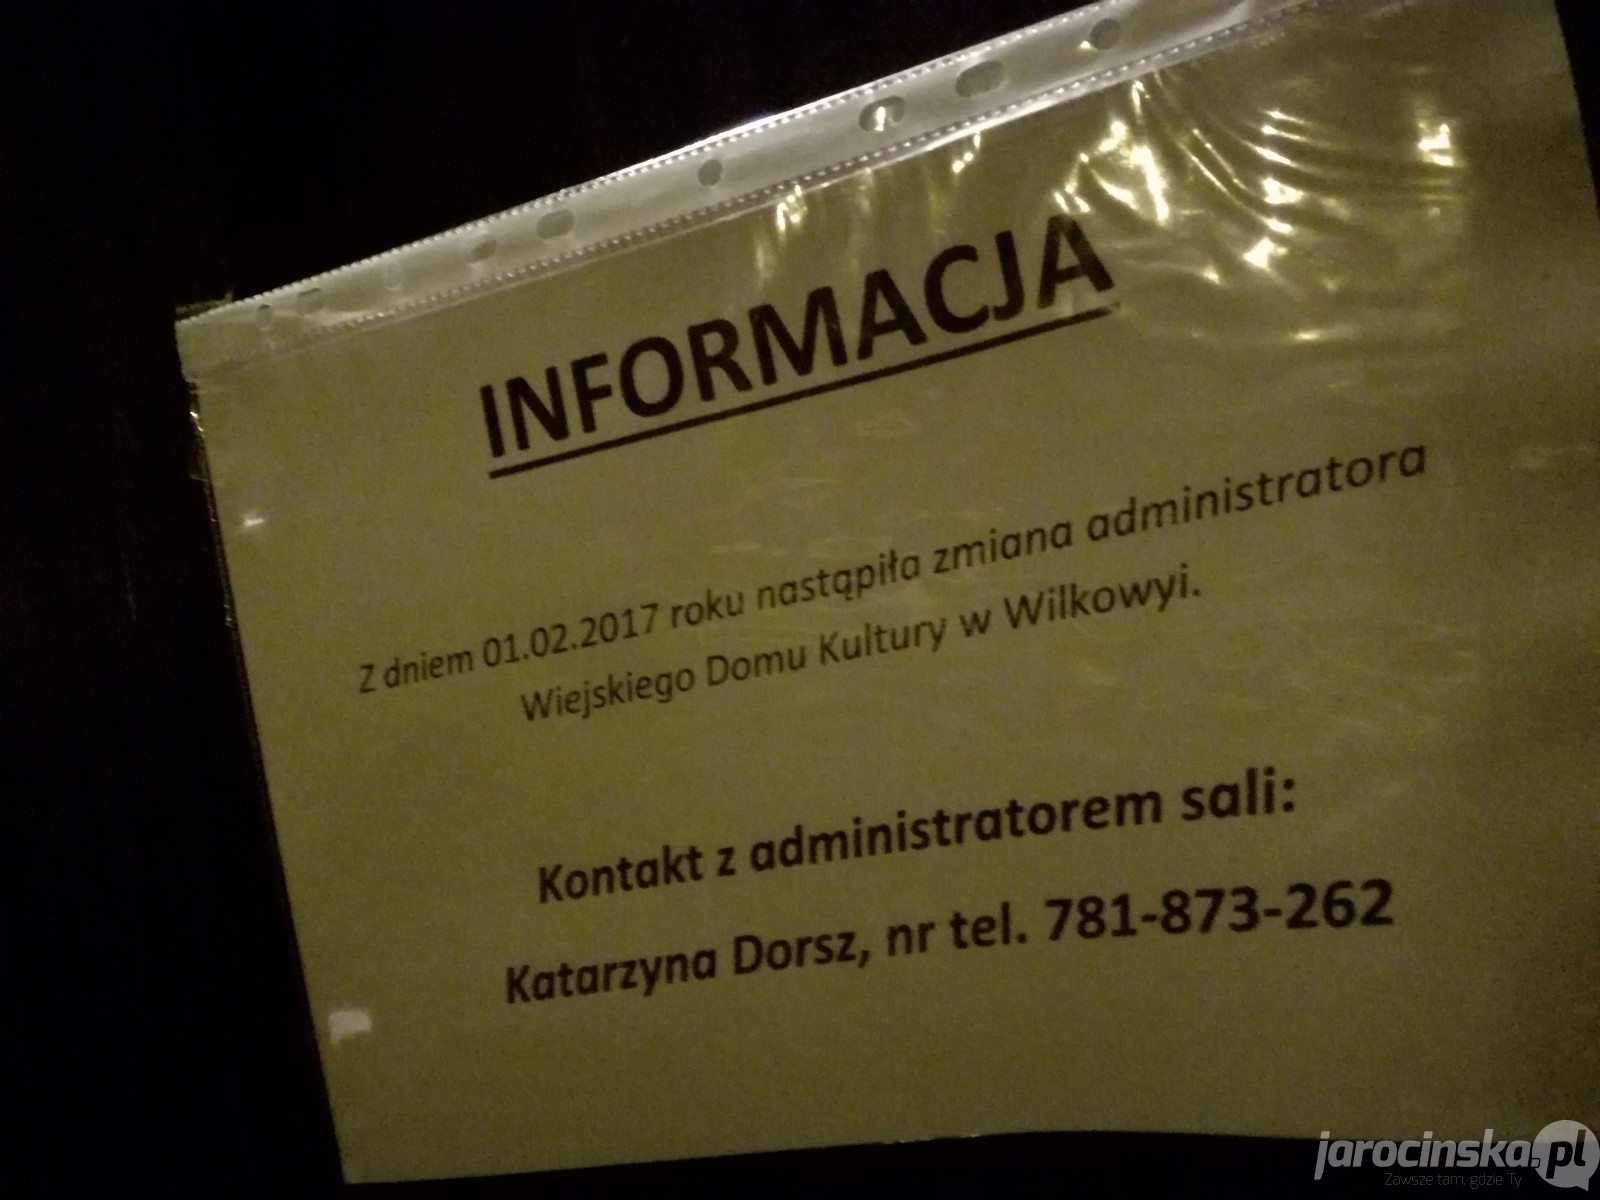 INFORMACJA
Z dniem 01.02.2017 roku nastąpiła zmiana administratora
Wiejskiego Domu Kultury w Wilkowyi.
Kontakt z administratorem sali:
Katarzyna Dorsz, nr tel. 781-873-262
jarocinska.pl
Zawsze tam, gdzie Ty